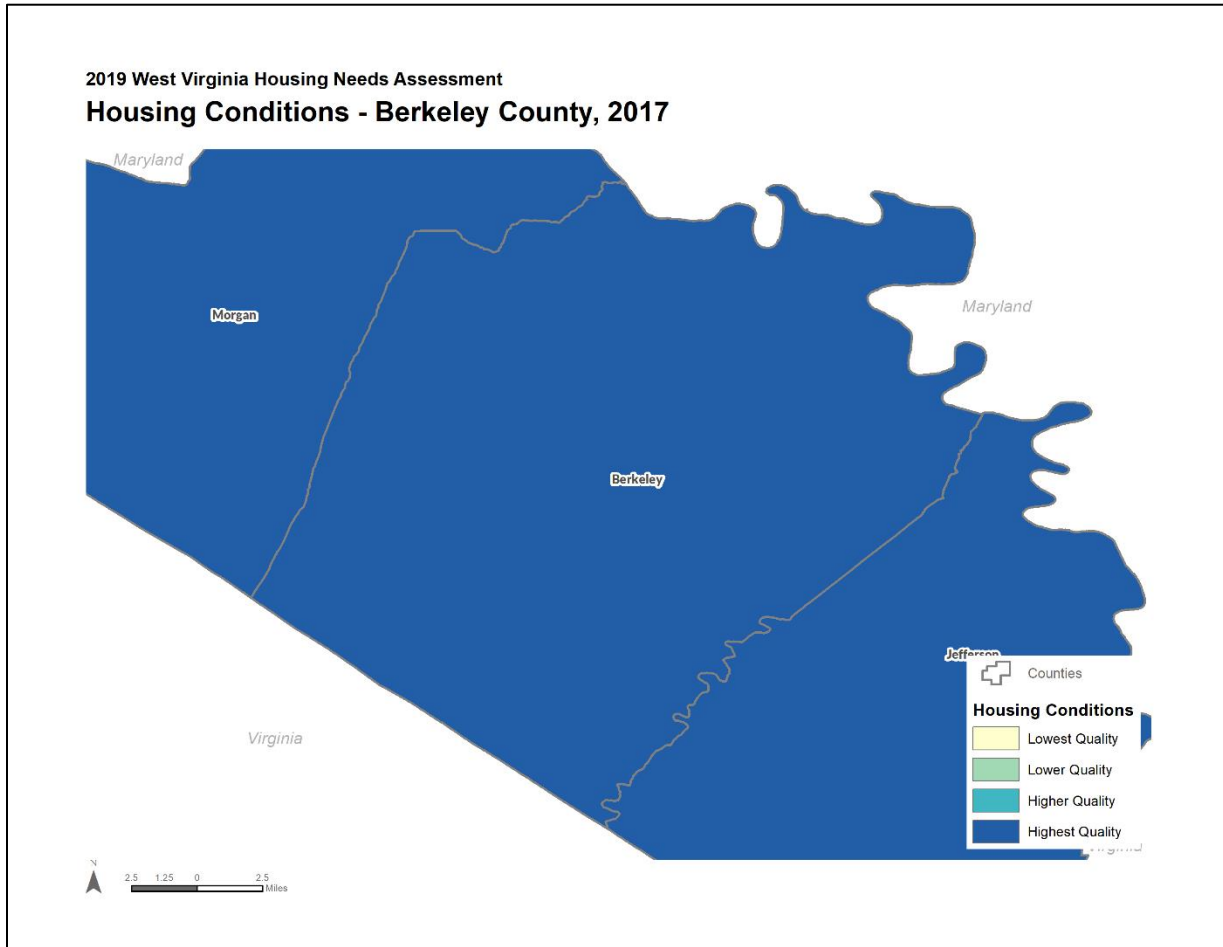 2019 West Virginia Housing Needs Assessment
Housing Conditions - Berkeley County, 2017
Maryland
Morgan
Maryland
Berkeley
Jefferson
Virginia
Counties
Housing Conditions
Lowest Quality
Lower Quality
Higher Quality
Highest Quality
Virginia
N
2.5 1.25 0 2.5
Miles